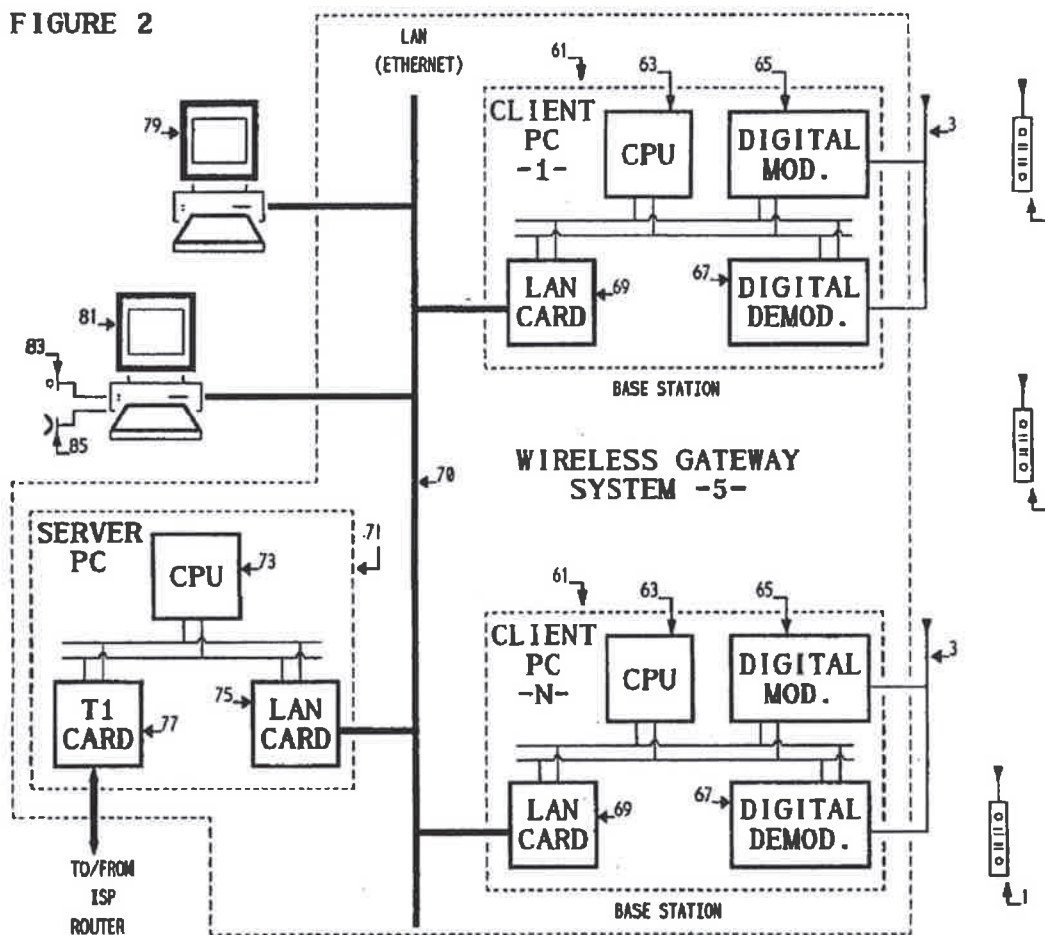 FIGURE 2
LAN
(ETHERNET)
79
81
83
85
70
61
63
65
CLIENT
PC
-1-
CPU
DIGITAL
MOD.
3
LAN
CARD
69
67
DIGITAL
DEMOD.
BASE STATION
WIRELESS GATEWAY
SYSTEM -5-
SERVER
PC
71
CPU
73
T1
CARD
77
75
LAN
CARD
TO/FROM
ISP
ROUTER
61
63
65
CLIENT
PC
-N-
CPU
DIGITAL
MOD.
3
LAN
CARD
69
67
DIGITAL
DEMOD.
BASE STATION
1